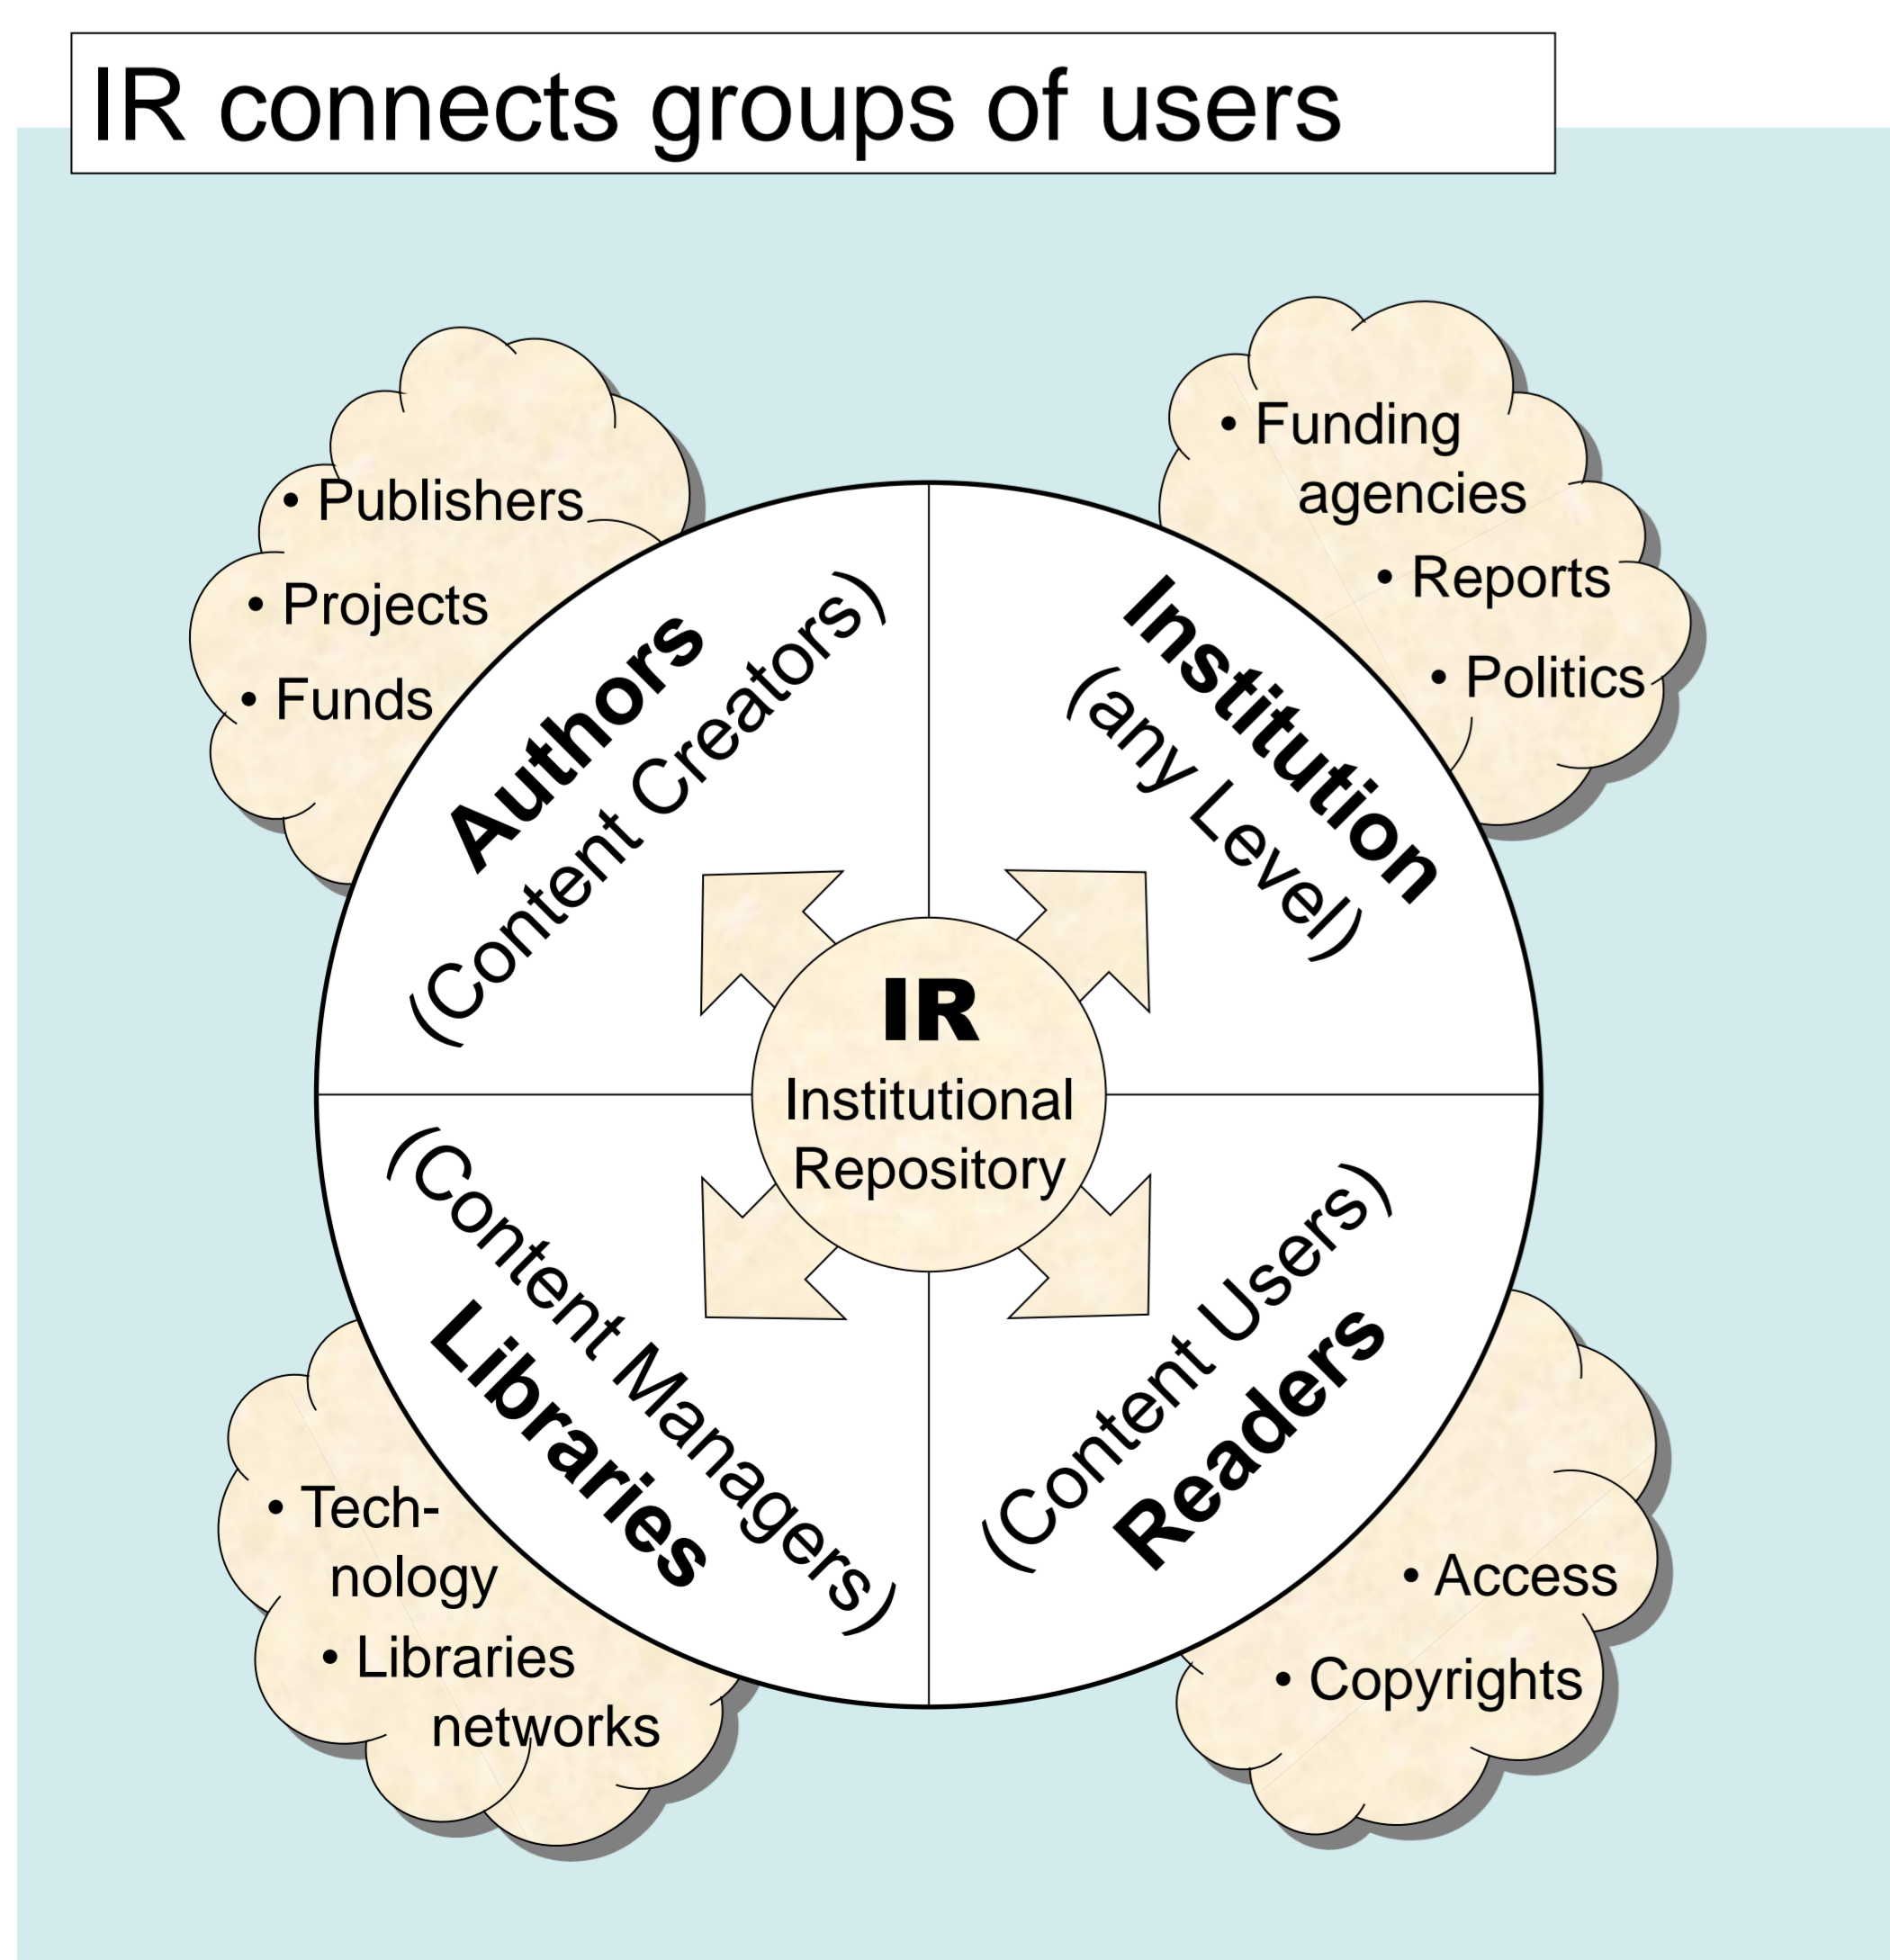 IR connects groups of users
• Publishers
• Projects
• Funds
• Funding
agencies
• Reports
• Politics
Authors
(Content Creators)
Institution
(any Level)
IR
Institutional
Repository
(Content Managers)
Libraries
(Content Users)
Readers
• Tech-
nology
• Libraries
networks
• Access
• Copyrights